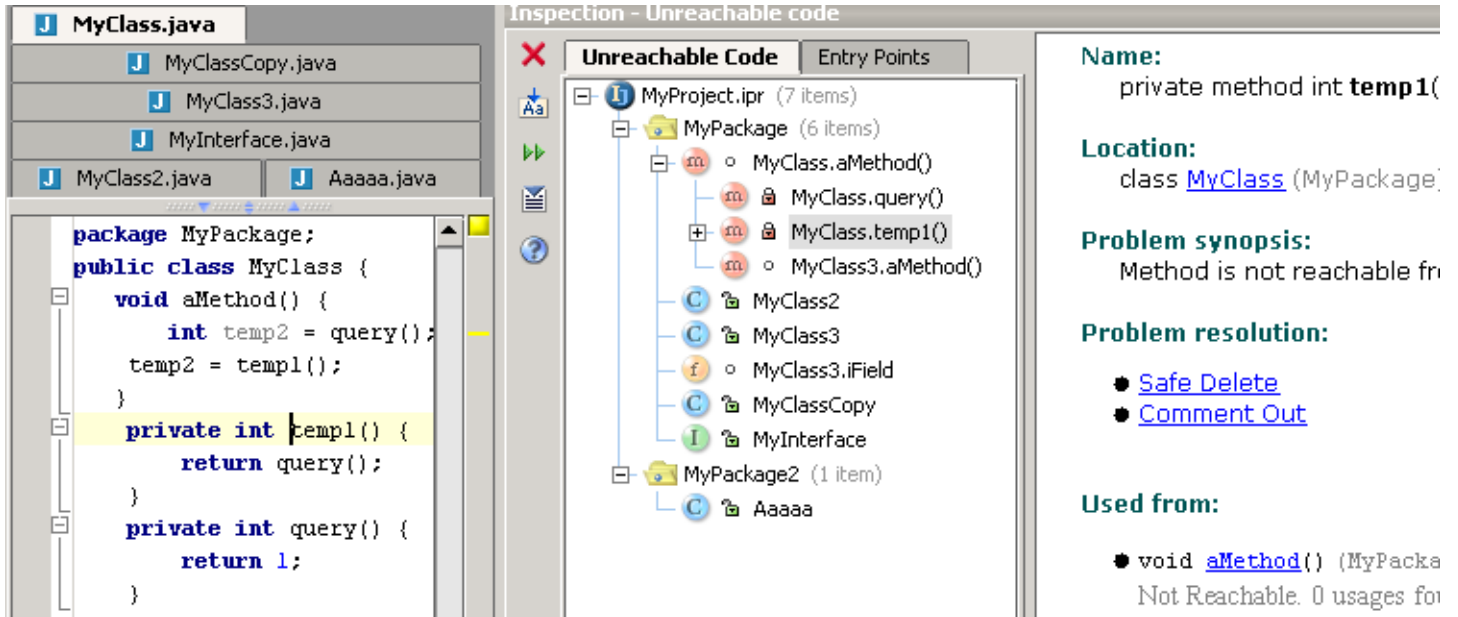 MyClass.java
MyClassCopy.java
MyClass3.java
MyInterface.java
MyClass2.java Aaaaa.java
package MyPackage;
public class MyClass {
void aMethod() {
int temp2 = query();
temp2 = temp1();
}
private int temp1() {
return query();
}
private int query() {
return 1;
}
Inspection - Unreachable code
Unreachable Code Entry Points
MyProject.ipr (7 items)
MyPackage (6 items)
m MyClass.aMethod()
m MyClass.query()
m MyClass.temp1()
m MyClass3.aMethod()
C MyClass2
C MyClass3
f MyClass3.iField
C MyClassCopy
I MyInterface
MyPackage2 (1 item)
C Aaaaa
Name:
private method int temp1(
Location:
class MyClass (MyPackage)
Problem synopsis:
Method is not reachable
Problem resolution:
Safe Delete
Comment Out
Used from:
void aMethod() (MyPacka
Not Reachable. 0 usages